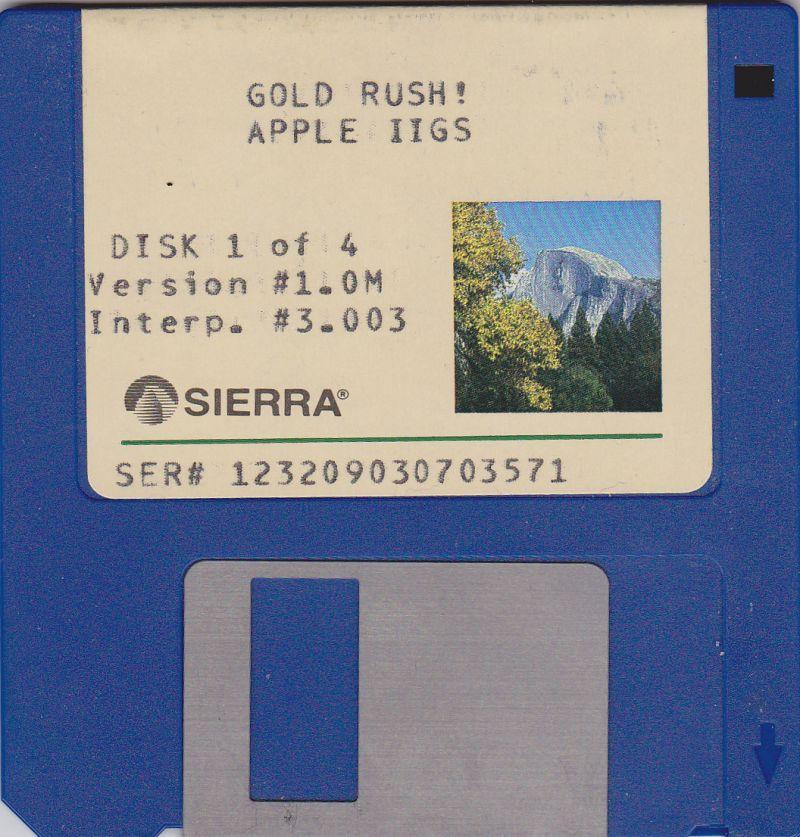 GOLD RUSH!
APPLE IIGS
DISK 1 of 4
Version #1.0M
Interp. #3.003
SIERRA®
SER# 123209030703571